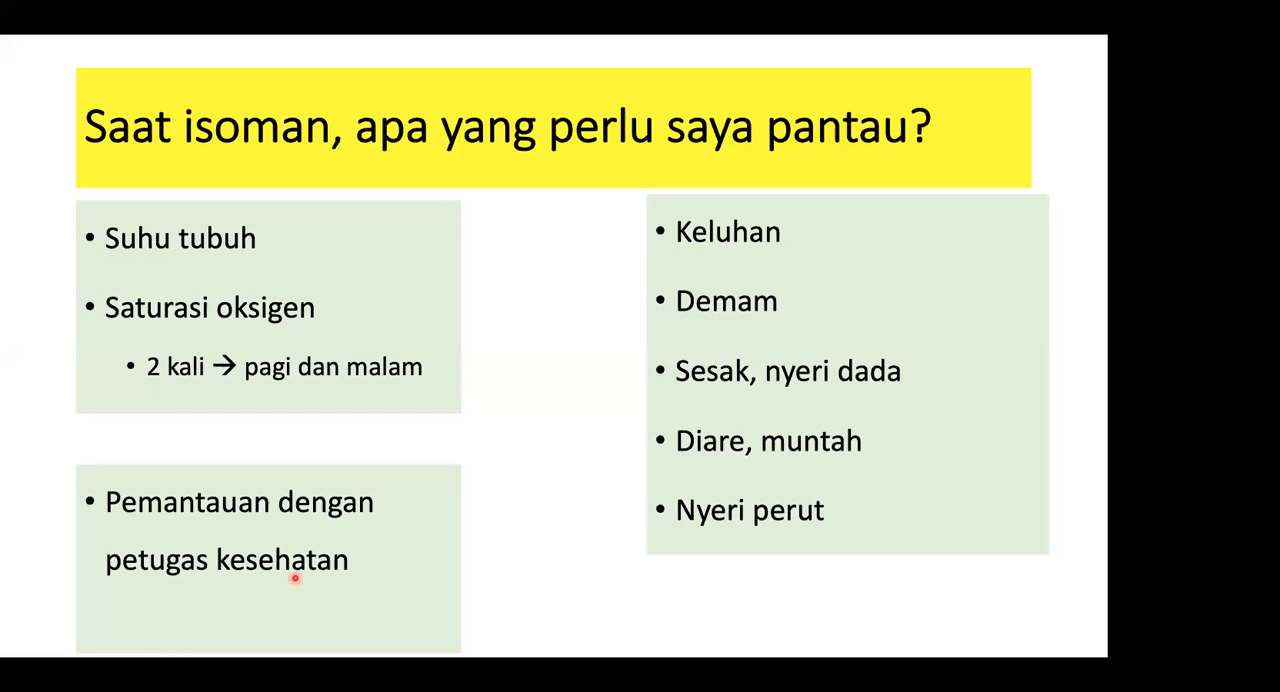 Saat isoman, apa yang perlu saya pantau?
• Suhu tubuh
• Saturasi oksigen
• 2 kali → pagi dan malam
• Pemantauan dengan
petugas kesehatan
• Keluhan
• Demam
• Sesak, nyeri dada
• Diare, muntah
• Nyeri perut